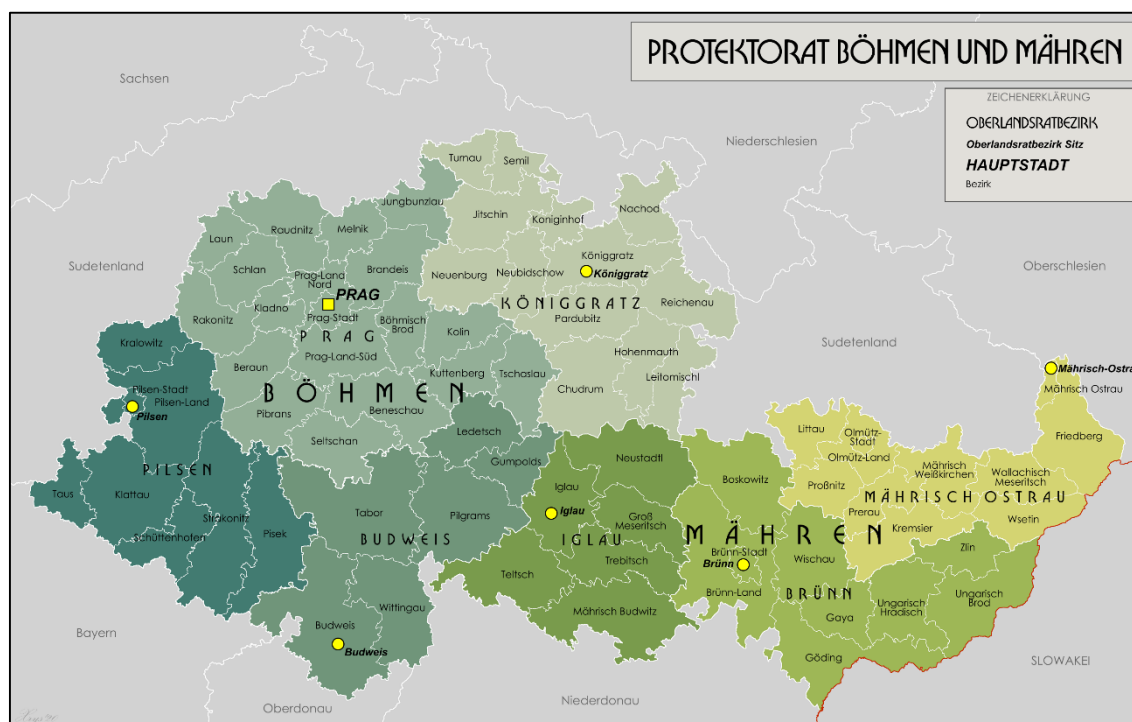 PROTEKTORAT BÖHMEN UND MÄHREN
ZEICHENERKLÄRUNG
OBERLANDSRATBEZIRK
Oberlandsratbezirk Sitz
HAUPTSTADT
Bezirk
Sachsen
Niederschlesien
Sudetenland
Oberschlesien
Sudetenland
Bayern
Oberdonau
Niederdonau
SLOWAKEI
BÖHMEN
MÄHREN
PRAG
PRAG
Jungbunzlau
Melnik
Raudnitz
Laun
Schlan
Prag-Land
Nord
Brandeis
Kladno
Rakonitz
Prag-Stadt
Böhmisch
Brod
Kolin
Prag-Land-Süd
Beraun
Kuttenberg
Tschaslau
Pibrans
Beneschau
Seltschan
KÖNIGGRATZ
Turnau
Semil
Jitschin
Koniginhof
Nachod
Königgratz
Königgratz
Neuenburg
Neubidschow
Reichenau
Pardubitz
Hohenmauth
Leitomischl
Chudrum
PILSEN
Kralowitz
Pilsen-Stadt
Pilsen-Land
Pilsen
Taus
Klattau
Strakonitz
Schüttenhofen
Pisek
BUDWEIS
Ledetsch
Gumpolds
Tabor
Pilgrams
Wittingau
Budweis
Budweis
IGLAU
Neustadtl
Iglau
Iglau
Groß
Meseritsch
Trebitsch
Teltsch
Mährisch Budwitz
BRÜNN
Boskowitz
Brünn-Stadt
Brünn
Brünn-Land
Wischau
Gaya
Göding
Ungarisch
Hradisch
Zlin
Ungarisch
Brod
MÄHRISCH OSTRAU
Mährisch-Ostrau
Mährisch Ostrau
Friedberg
Littau
Olmütz-
Stadt
Olmütz-Land
Proßnitz
Mährisch
Weißkirchen
Wallachisch
Meseritsch
Prerau
Kremsier
Wsetin